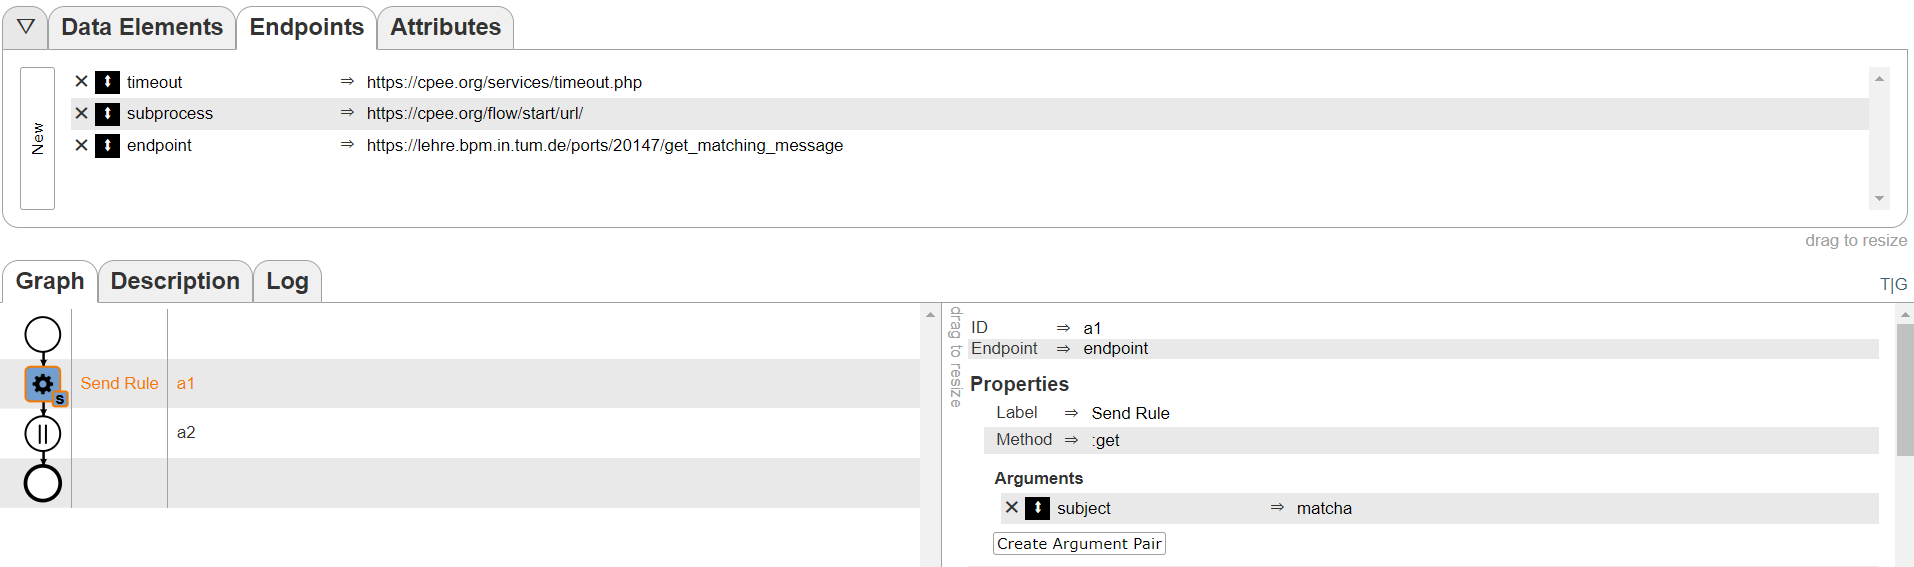 ▽ Data Elements Endpoints Attributes
New
✕ timeout ⇒ https://cpee.org/services/timeout.php
✕ subprocess ⇒ https://cpee.org/flow/start/url/
✕ endpoint ⇒ https://lehre.bpm.in.tum.de/ports/20147/get_matching_message
drag to resize
Graph Description Log
T|G
s
Send Rule a1
a2
drag to resize
ID ⇒ a1
Endpoint ⇒ endpoint
Properties
Label ⇒ Send Rule
Method ⇒ :get
Arguments
✕ subject ⇒ matcha
Create Argument Pair